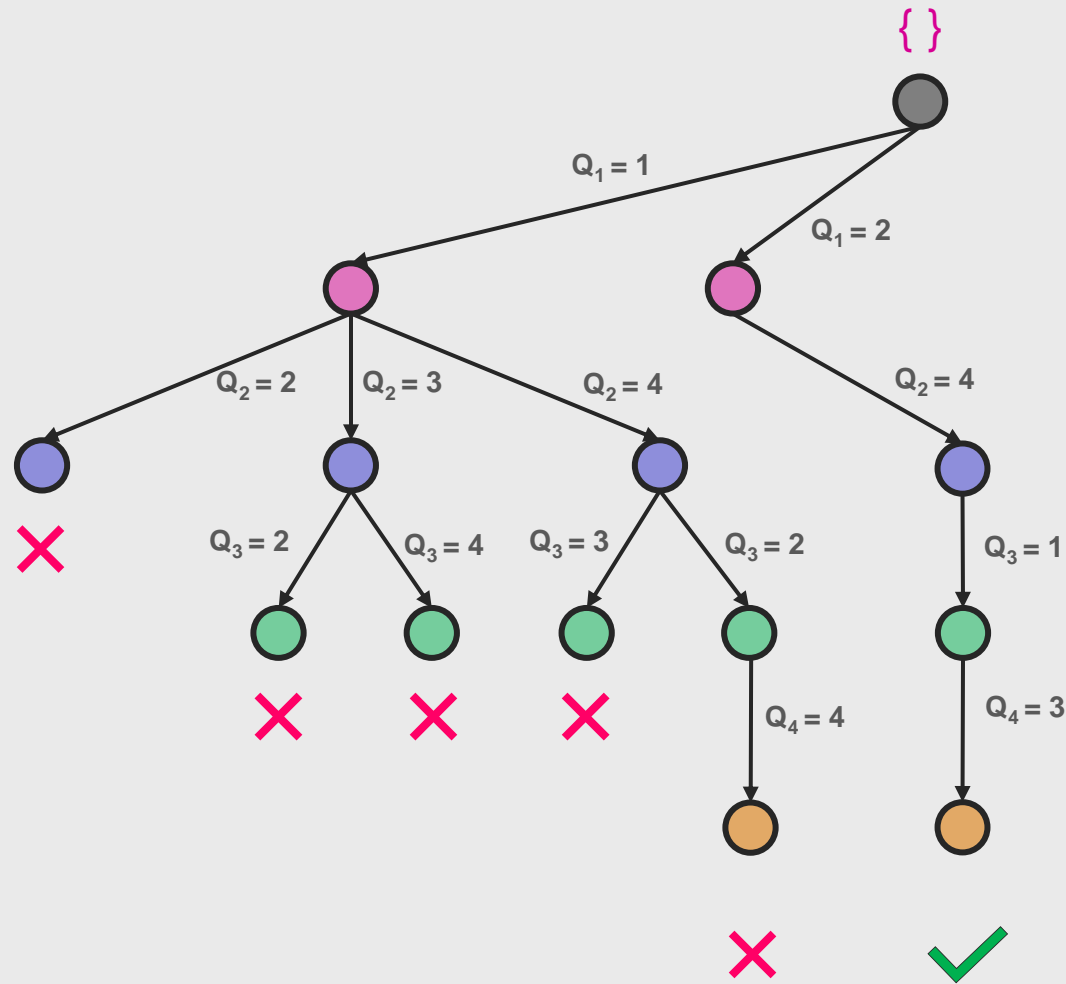 { }
Q₁ = 1
Q₁ = 2
Q₂ = 2
Q₂ = 3
Q₂ = 4
Q₂ = 4
Q₃ = 2
Q₃ = 4
Q₃ = 3
Q₃ = 2
Q₃ = 1
Q₄ = 4
Q₄ = 3